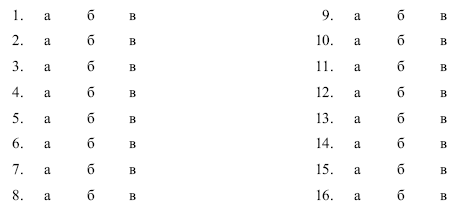 1. а б в 9. а б в
2. а б в 10. а б в
3. а б в 11. а б в
4. а б в 12. а б в
5. а б в 13. а б в
6. а б в 14. а б в
7. а б в 15. а б в
8. а б в 16. а б в